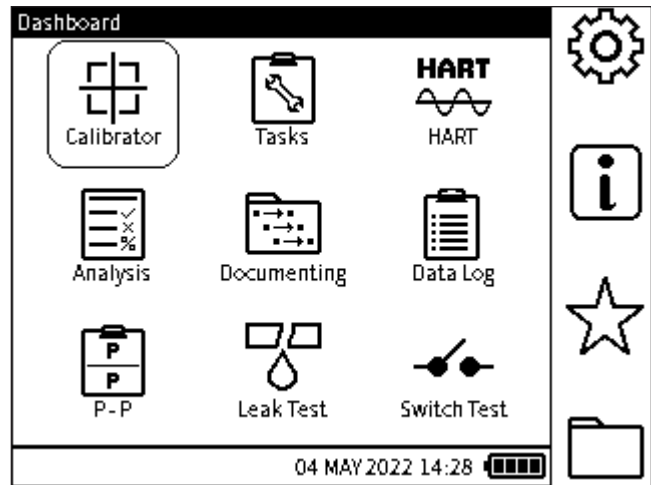 Dashboard
Calibrator
Tasks
HART
HART
Analysis
Documenting
Data Log
P
P
P-P
Leak Test
Switch Test
04 MAY 2022 14:28